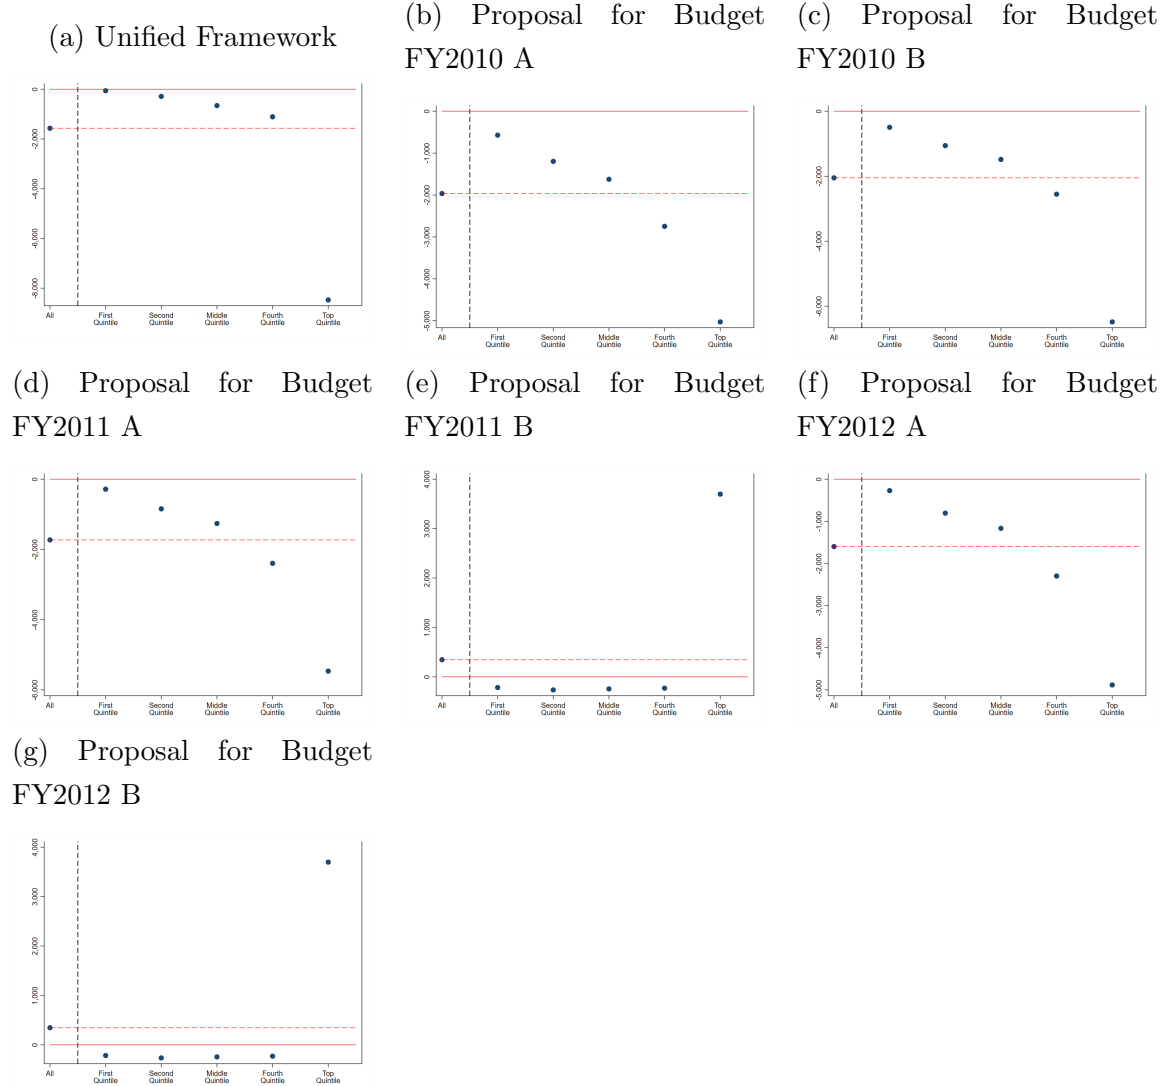 (a) Unified Framework
0
-2,000
-4,000
-6,000
-8,000
All
First
Quintile
Second
Quintile
Middle
Quintile
Fourth
Quintile
Top
Quintile
(b) Proposal for Budget
FY2010 A
0
-1,000
-2,000
-3,000
-4,000
-5,000
All
First
Quintile
Second
Quintile
Middle
Quintile
Fourth
Quintile
Top
Quintile
(c) Proposal for Budget
FY2010 B
0
-2,000
-4,000
-6,000
All
First
Quintile
Second
Quintile
Middle
Quintile
Fourth
Quintile
Top
Quintile
(d) Proposal for Budget
FY2011 A
0
-2,000
-4,000
-6,000
All
First
Quintile
Second
Quintile
Middle
Quintile
Fourth
Quintile
Top
Quintile
(e) Proposal for Budget
FY2011 B
4,000
3,000
2,000
1,000
0
All
First
Quintile
Second
Quintile
Middle
Quintile
Fourth
Quintile
Top
Quintile
(f) Proposal for Budget
FY2012 A
0
-1,000
-2,000
-3,000
-4,000
-5,000
All
First
Quintile
Second
Quintile
Middle
Quintile
Fourth
Quintile
Top
Quintile
(g) Proposal for Budget
FY2012 B
4,000
3,000
2,000
1,000
0
All
First
Quintile
Second
Quintile
Middle
Quintile
Fourth
Quintile
Top
Quintile